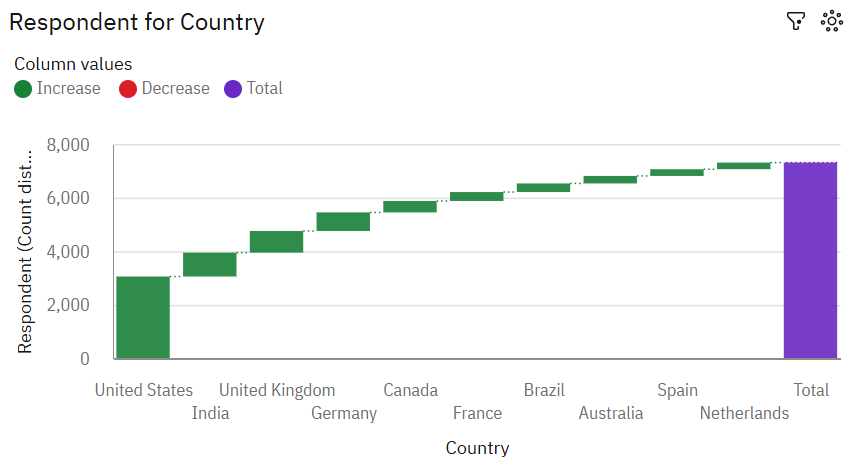 Respondent for Country
Column values
Increase Decrease Total
Respondent (Count dist...
8,000
6,000
4,000
2,000
0
United States United Kingdom Canada Brazil Spain Total
India Germany France Australia Netherlands
Country